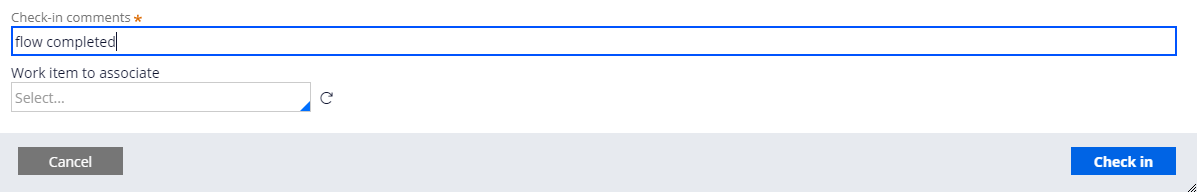 Check-in comments *
flow completed
Work item to associate
Select...
Cancel
Check in